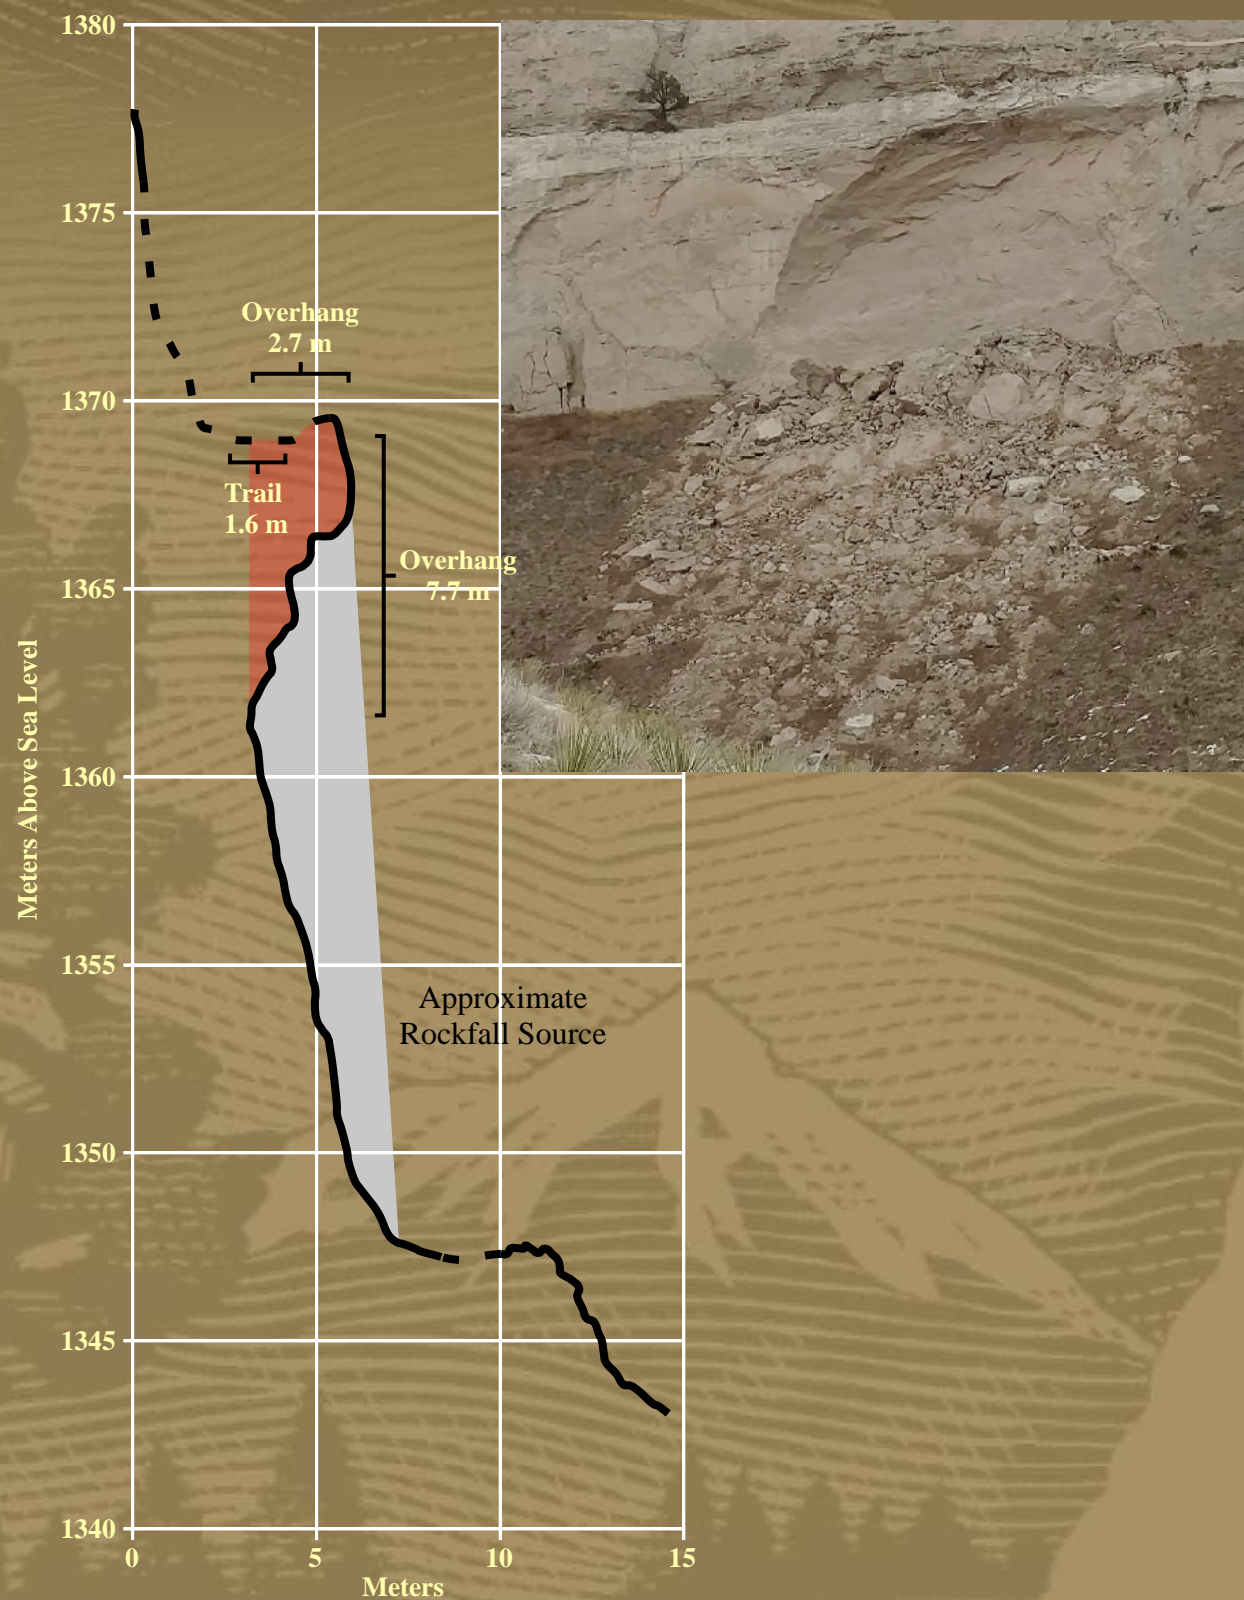 1380
1375
Overhang
2.7 m
1370
Trail
1.6 m
Overhang
7.7 m
1365
Meters Above Sea Level
1360
1355
Approximate
Rockfall Source
1350
1345
1340
0 5 10 15
Meters